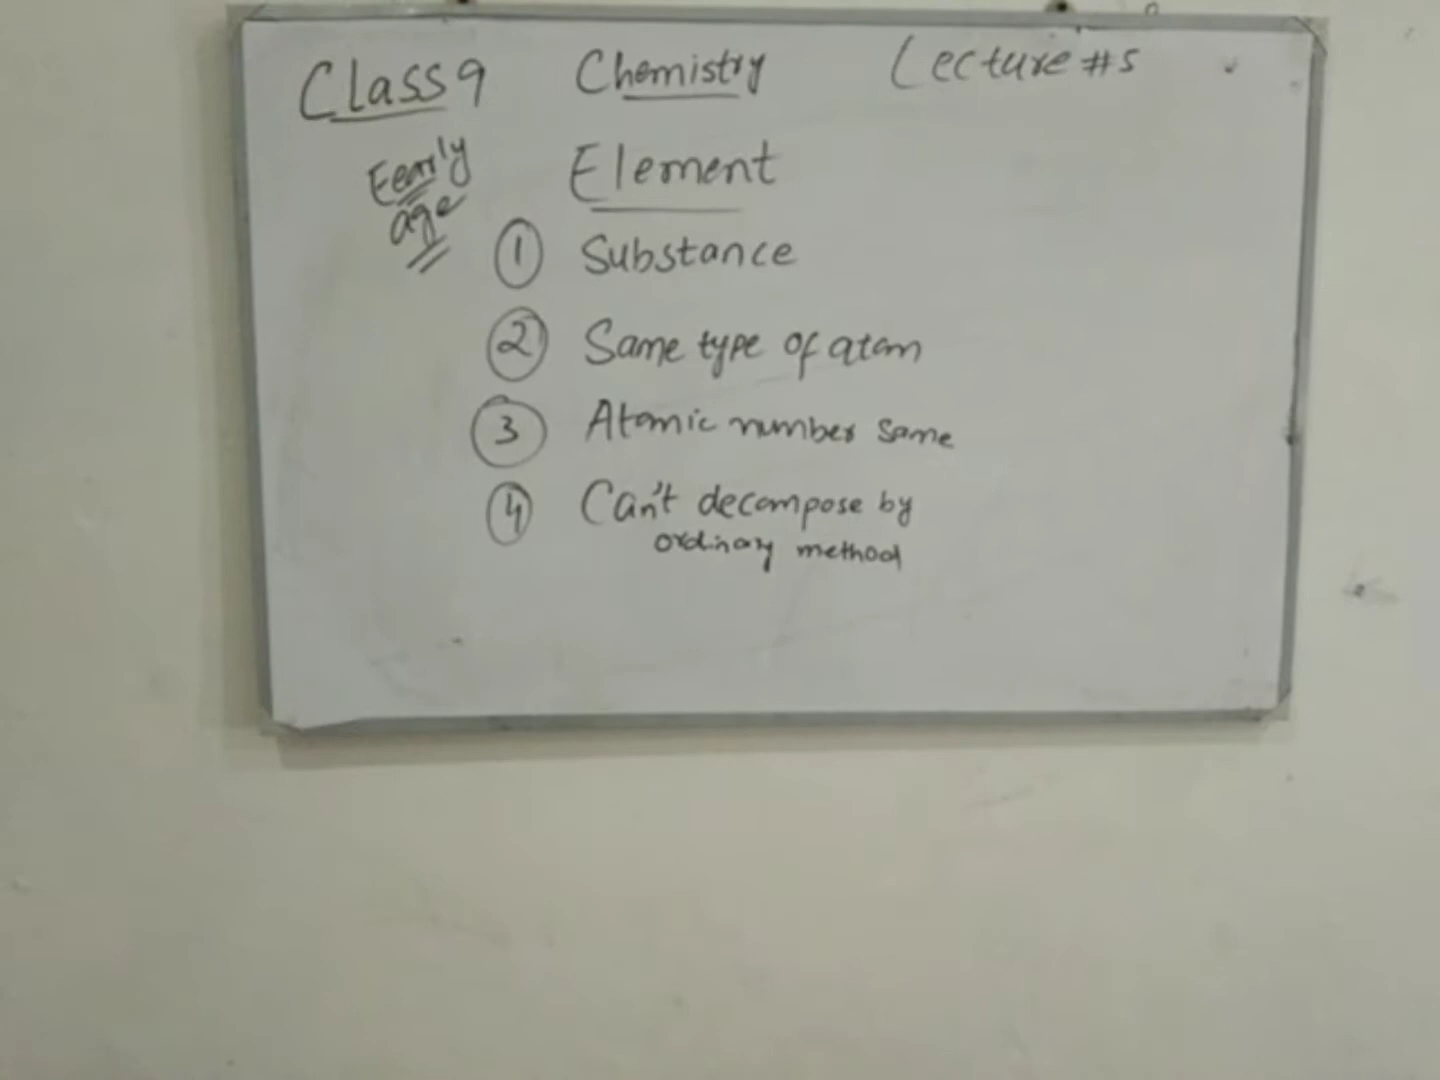 Class 9 Chemistry Lecture #5
Eearly
age
Element
① Substance
② Same type of atom
③ Atomic number same
④ Can't decompose by
ordinary method